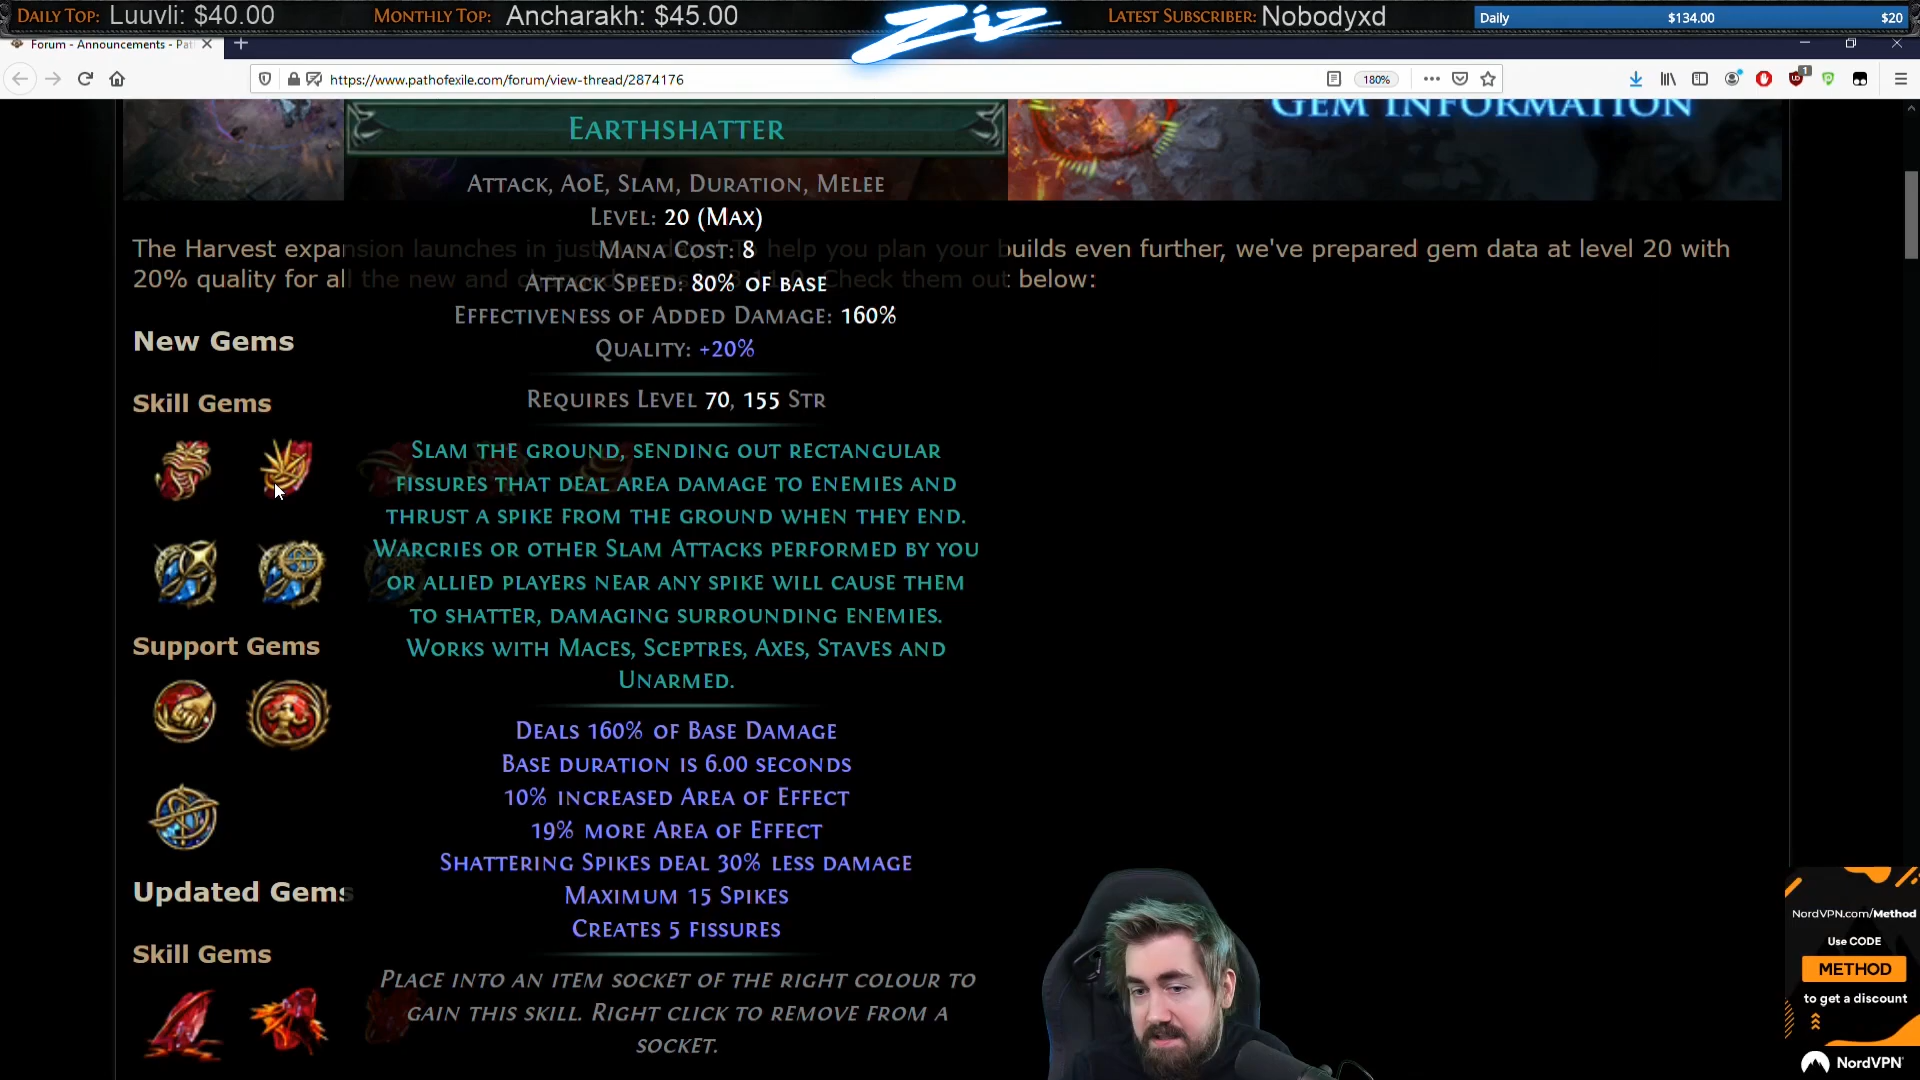 DAILY TOP: Luuvli: $40.00
MONTHLY TOP: Ancharakh: $45.00
Ziz
LATEST SUBSCRIBER: Nobodyxd
Daily $134.00 $20
Forum - Announcements - Pat
https://www.pathofexile.com/forum/view-thread/2874176
180%
1
GEM INFORMATION
EARTHSHATTER
ATTACK, AOE, SLAM, DURATION, MELEE
LEVEL: 20 (MAX)
MANA COST: 8
ATTACK SPEED: 80% OF BASE
EFFECTIVENESS OF ADDED DAMAGE: 160%
QUALITY: +20%
REQUIRES LEVEL 70, 155 STR
SLAM THE GROUND, SENDING OUT RECTANGULAR
FISSURES THAT DEAL AREA DAMAGE TO ENEMIES AND
THRUST A SPIKE FROM THE GROUND WHEN THEY END.
WARCRIES OR OTHER SLAM ATTACKS PERFORMED BY YOU
OR ALLIED PLAYERS NEAR ANY SPIKE WILL CAUSE THEM
TO SHATTER, DAMAGING SURROUNDING ENEMIES.
WORKS WITH MACES, SCEPTRES, AXES, STAVES AND
UNARMED.
DEALS 160% OF BASE DAMAGE
BASE DURATION IS 6.00 SECONDS
10% INCREASED AREA OF EFFECT
19% MORE AREA OF EFFECT
SHATTERING SPIKES DEAL 30% LESS DAMAGE
MAXIMUM 15 SPIKES
CREATES 5 FISSURES
PLACE INTO AN ITEM SOCKET OF THE RIGHT COLOUR TO
GAIN THIS SKILL. RIGHT CLICK TO REMOVE FROM A
SOCKET.
The Harvest expansion launches in just help you plan your builds even further, we've prepared gem data at level 20 with
20% quality for all the new and Check them out below:
New Gems
Skill Gems
Support Gems
Updated Gems
Skill Gems
NordVPN.com/Method
Use CODE
METHOD
to get a discount
NordVPN